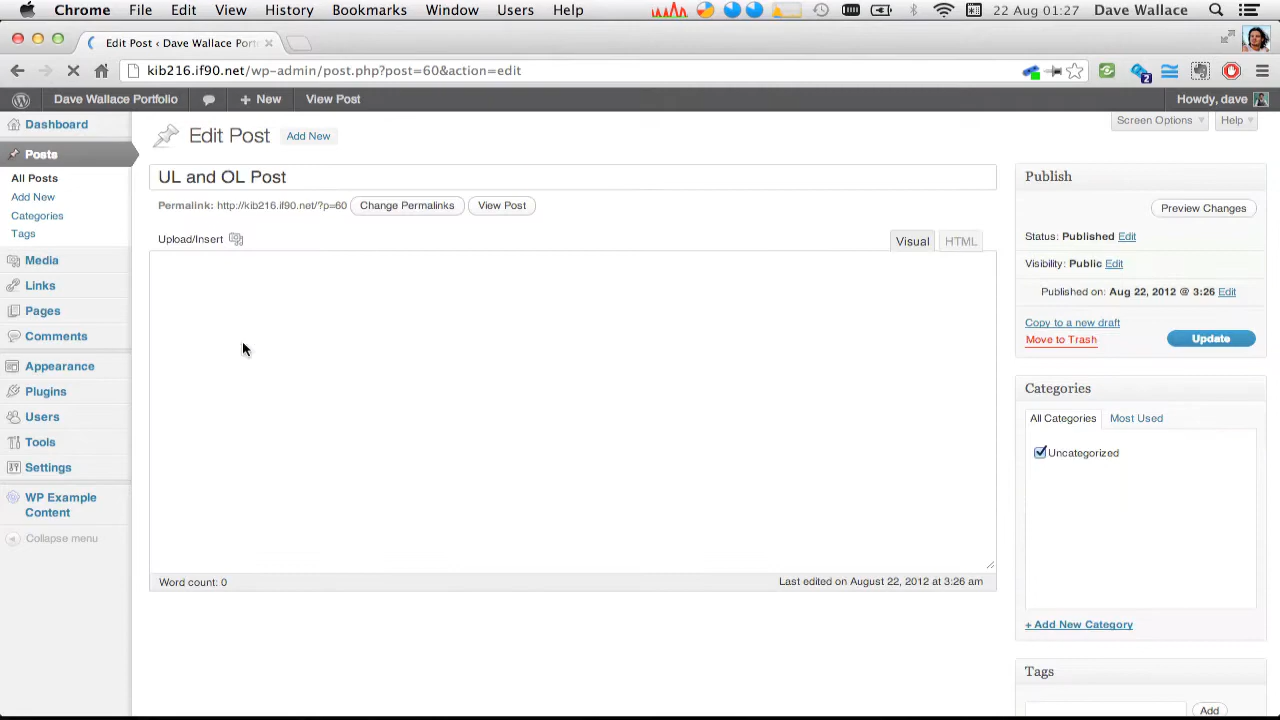 Chrome File Edit View History Bookmarks Window Users Help 22 Aug 01:27 Dave Wallace
Edit Post ‹ Dave Wallace Port
kib216.if90.net/wp-admin/post.php?post=60&action=edit
2
Dave Wallace Portfolio + New View Post Howdy, dave
Dashboard
Posts
All Posts
Add New
Categories
Tags
Media
Links
Pages
Comments
Appearance
Plugins
Users
Tools
Settings
WP Example
Content
Collapse menu
Edit Post Add New
Screen Options Help
UL and OL Post
Permalink: http://kib216.if90.net/?p=60 Change Permalinks View Post
Upload/Insert Visual HTML
Word count: 0 Last edited on August 22, 2012 at 3:26 am
Publish
Preview Changes
Status: Published Edit
Visibility: Public Edit
Published on: Aug 22, 2012 @ 3:26 Edit
Copy to a new draft
Move to Trash Update
Categories
All Categories Most Used
Uncategorized
+ Add New Category
Tags
Add